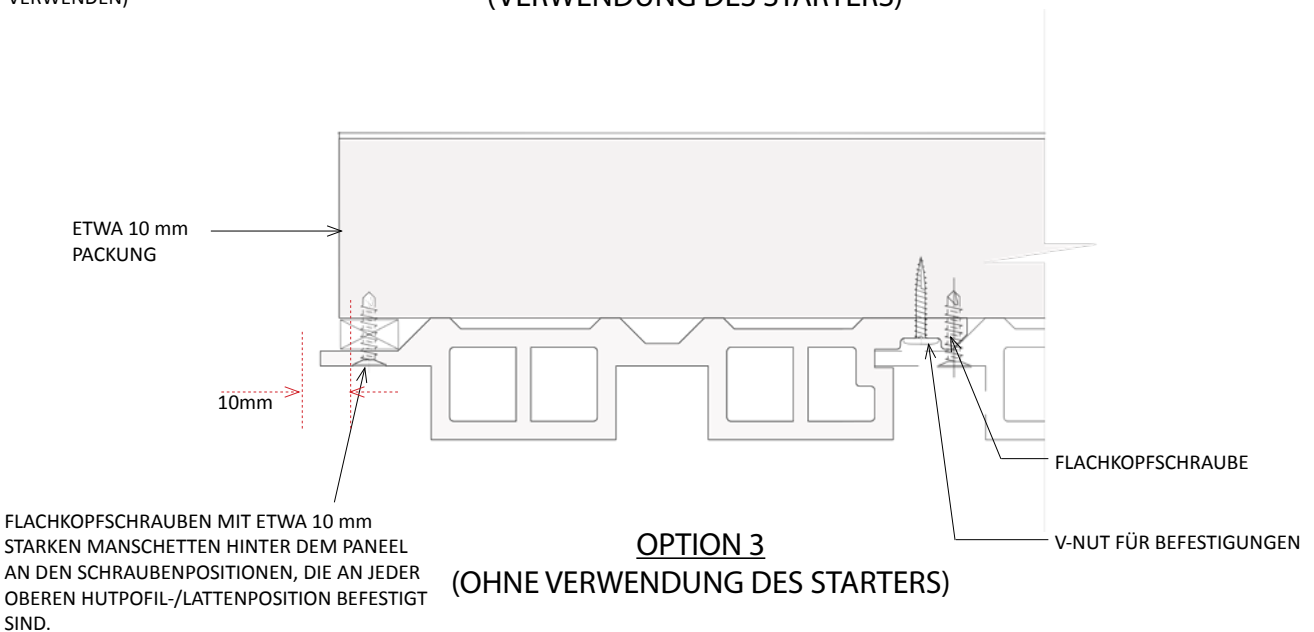 VERWENDEN)
(VERWENDUNG DES STARTERS)
ETWA 10 mm
PACKUNG
10mm
FLACHKOPFSCHRAUBE
FLACHKOPFSCHRAUBEN MIT ETWA 10 mm
STARKEN MANSCHETTEN HINTER DEM PANEEL
AN DEN SCHRAUBENPOSITIONEN, DIE AN JEDER
OBEREN HUTPOFIL-/LATTENPOSITION BEFESTIGT
SIND.
OPTION 3
(OHNE VERWENDUNG DES STARTERS)
V-NUT FÜR BEFESTIGUNGEN